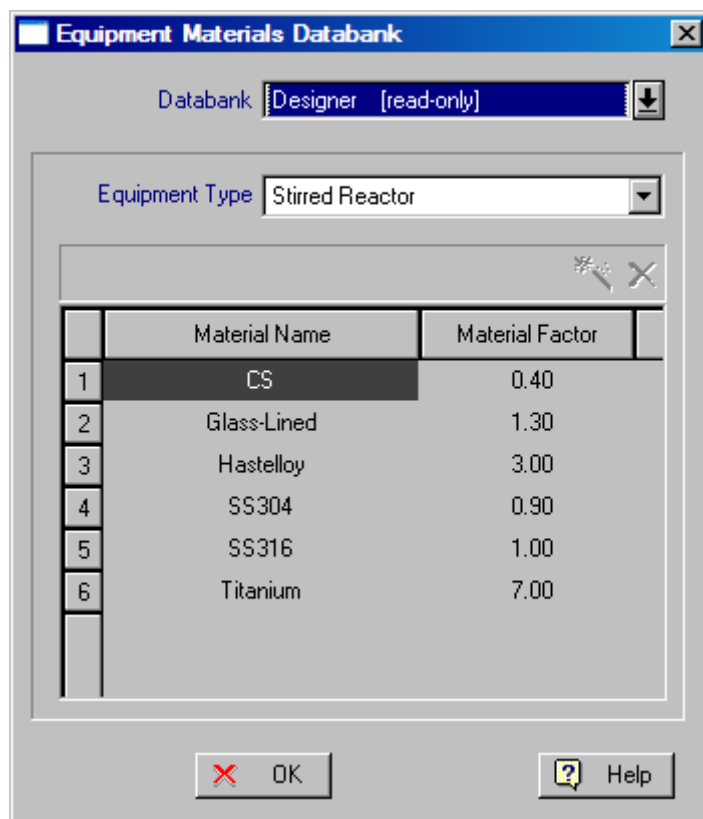 Equipment Materials Databank
Databank Designer [read-only]
Equipment Type Stirred Reactor
Material Name Material Factor
1 CS 0.40
2 Glass-Lined 1.30
3 Hastelloy 3.00
4 SS304 0.90
5 SS316 1.00
6 Titanium 7.00
OK Help